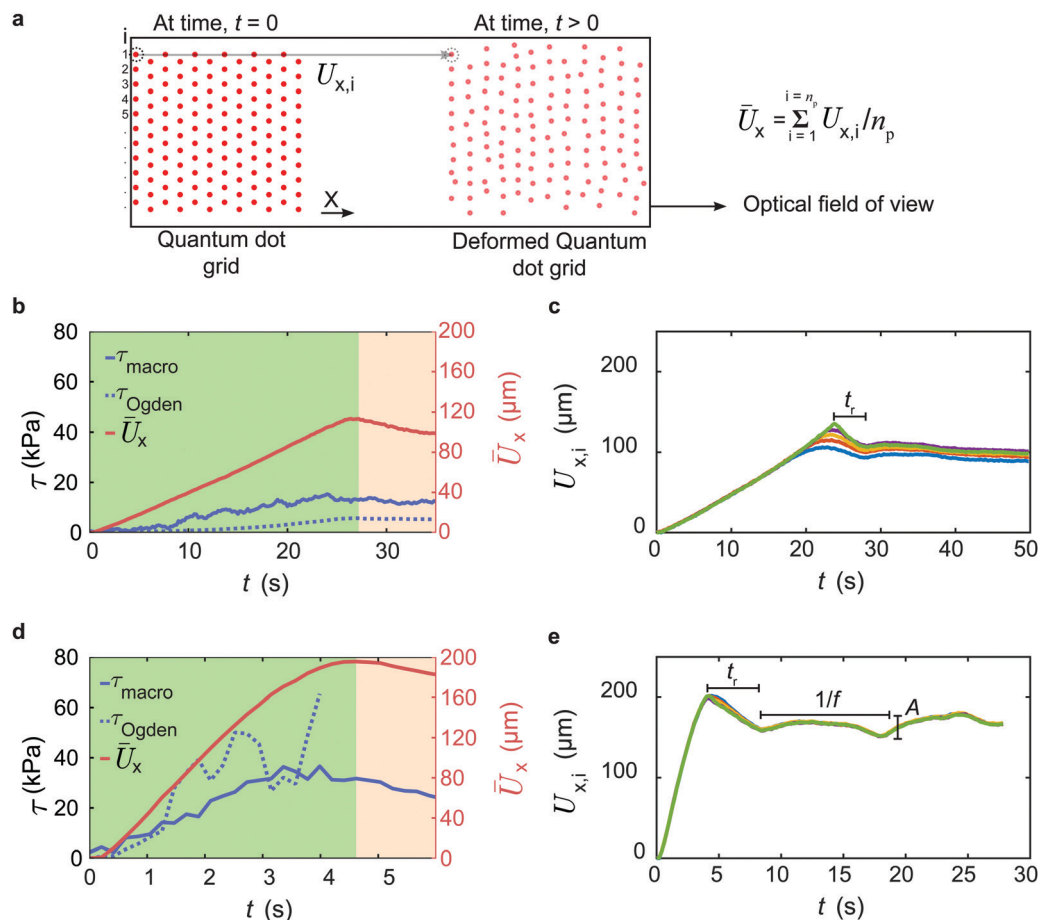 a
At time, t = 0
At time, t > 0
i
1
2
3
4
5
.
.
.
.
U_x,i
X
Ū_x = Σ_{i = 1}^{i = n_p} U_x,i/n_p
Optical field of view
Quantum dot
grid
Deformed Quantum
dot grid
b
80
60
40
20
0
τ (kPa)
τ_macro
τ_Ogden
Ū_x
200
160
120
80
40
0
Ū_x (μm)
0 10 20 30
t (s)
c
200
100
0
U_x,i (μm)
t_r
0 10 20 30 40 50
t (s)
d
80
60
40
20
0
τ (kPa)
τ_macro
τ_Ogden
Ū_x
200
160
120
80
40
0
Ū_x (μm)
0 1 2 3 4 5
t (s)
e
200
100
0
U_x,i (μm)
t_r
1/f
A
0 5 10 15 20 25 30
t (s)